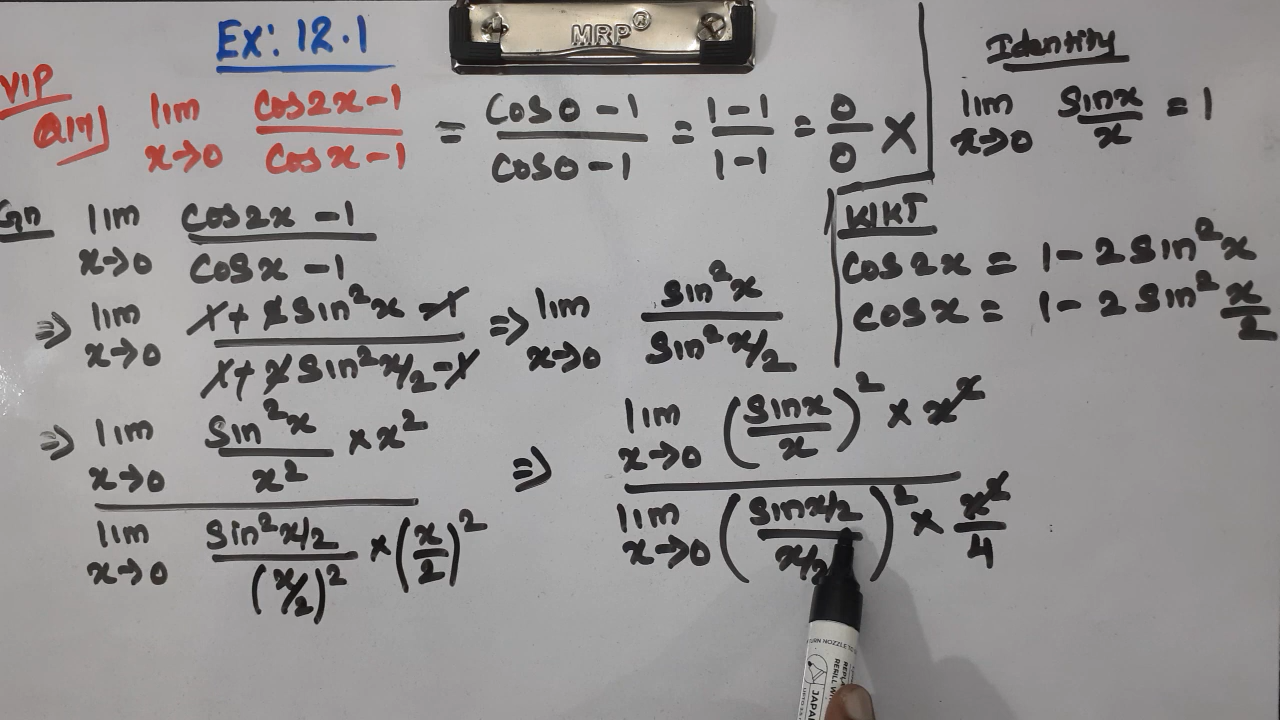 Ex: 12.1
MRP®
VIP
Q17] lim x→0 (cos2x-1)/(cosx-1) = (cos0-1)/(cos0-1) = (1-1)/(1-1) = 0/0 X
Identity
lim x→0 sinx/x = 1
lim x→0 (cos2x-1)/(cosx-1)
KIKT
cos2x = 1-2sin²x
cosx = 1-2sin² x/2
⇒ lim x→0 (1+2sin²x-1)/(1+2sin²x/2-1) ⇒ lim x→0 sin²x/sin²x/2
⇒ lim x→0 sin²x/x² × x²
lim x→0 sin²x/2/(x/2)² × (x/2)²
⇒ lim x→0 (sinx/x)² × x²
lim x→0 (sinx/2/x/2)² × x²/4
JAPA